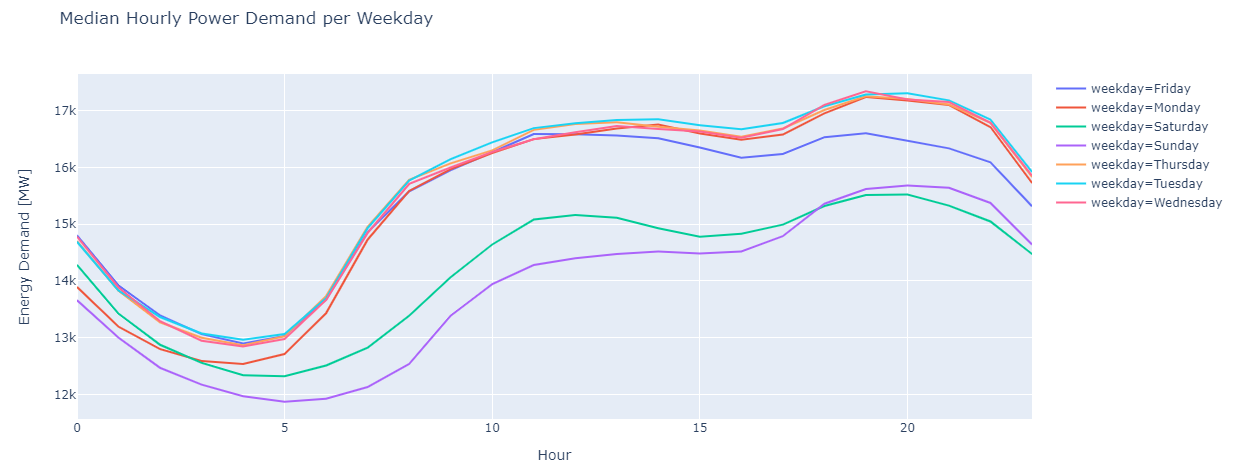 Median Hourly Power Demand per Weekday
Energy Demand [MW]
17k
16k
15k
14k
13k
12k
0 5 10 15 20
Hour
weekday=Friday
weekday=Monday
weekday=Saturday
weekday=Sunday
weekday=Thursday
weekday=Tuesday
weekday=Wednesday